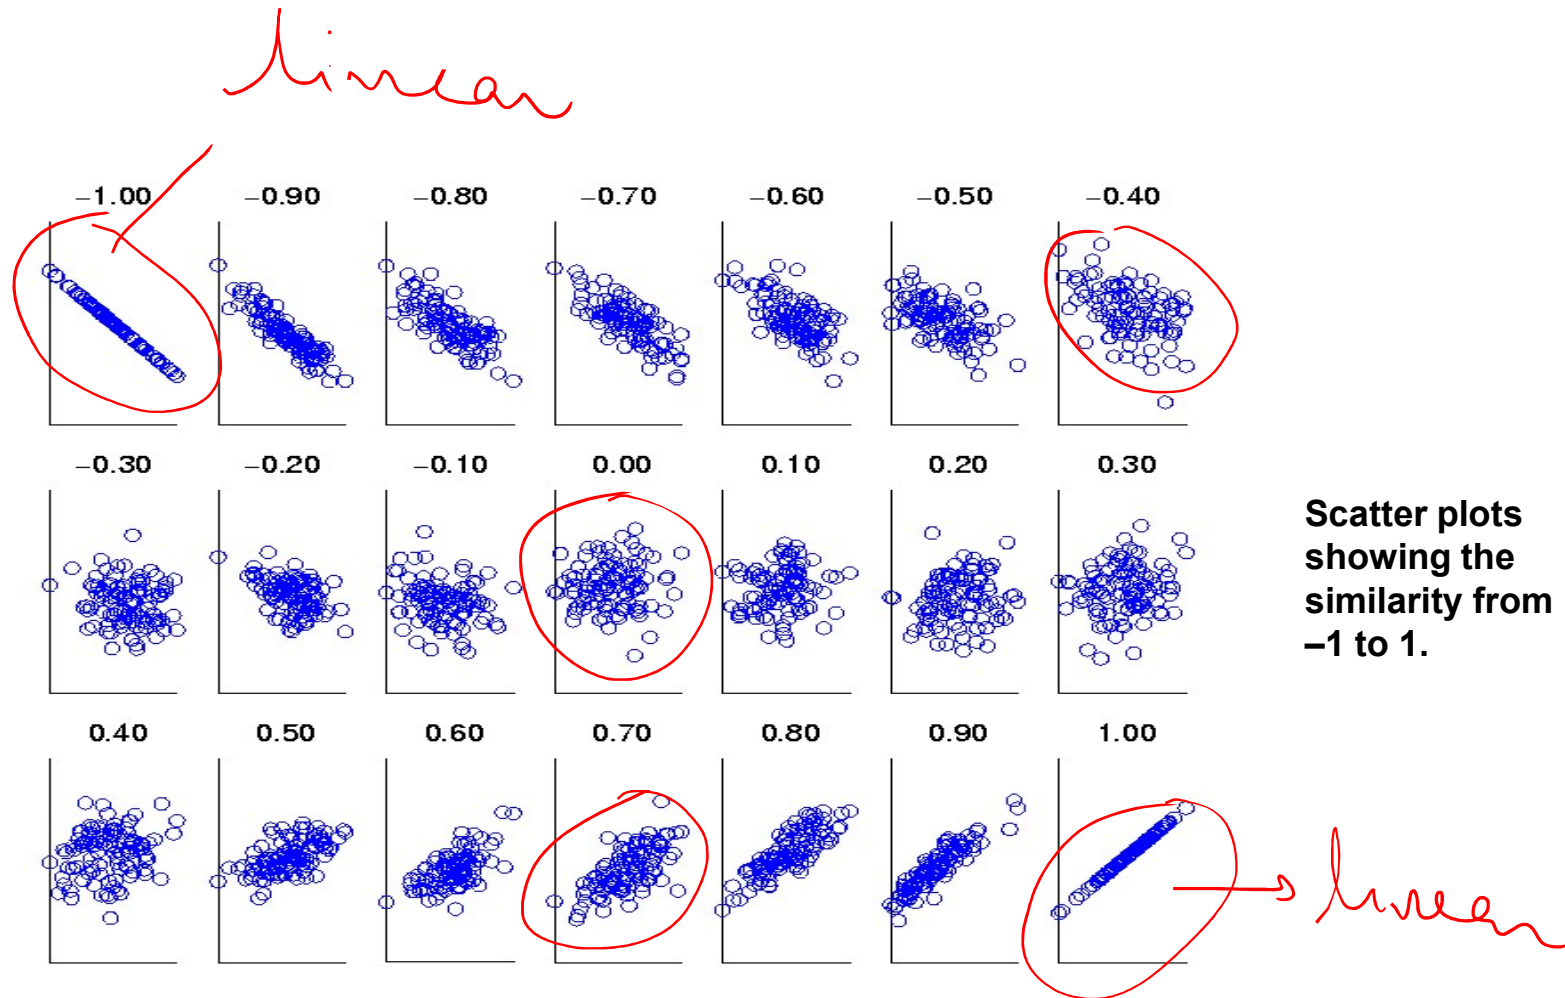 linear
−1.00 −0.90 −0.80 −0.70 −0.60 −0.50 −0.40
−0.30 −0.20 −0.10 0.00 0.10 0.20 0.30
Scatter plots
showing the
similarity from
–1 to 1.
0.40 0.50 0.60 0.70 0.80 0.90 1.00
linear